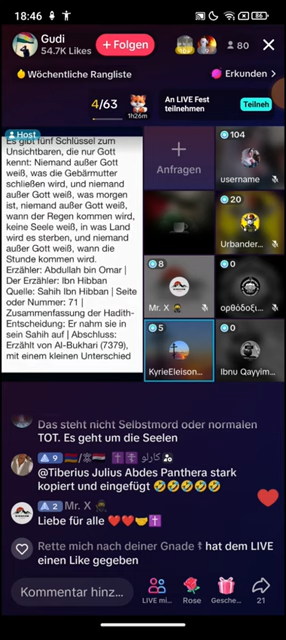 18:46
86
Gudi
54.7K Likes
+ Folgen
80
Wöchentliche Rangliste
Erkunden >
4/63
1h26m
An LIVE Fest
teilnehmen
Teilneh
Host
Es gibt fünf Schlüssel zum
Unsichtbaren, die nur Gott
kennt: Niemand außer Gott
weiß, was die Gebärmutter
schließen wird, und niemand
außer Gott weiß, was morgen
ist, niemand außer Gott weiß,
wann der Regen kommen wird,
keine Seele weiß, in was Land
wird es sterben, und niemand
außer Gott weiß, wann die
Stunde kommen wird.
Erzähler: Abdullah bin Omar |
Der Erzähler: Ibn Hibban
Quelle: Sahih Ibn Hibban | Seite
oder Nummer: 71 |
Zusammenfassung der Hadith-
Entscheidung: Er nahm sie in
sein Sahih auf | Abschluss:
Erzählt von Al-Bukhari (7379),
mit einem kleinen Unterschied
+
Anfragen
104
username
20
Urbander...
8
Mr. X
0
ορθόδοξι...
5
KyrieEleison...
0
Ibnu Qayyim...
Das steht nicht Selbstmord oder normalen
TOT. Es geht um die Seelen
9 كارلو
@Tiberius Julius Abdes Panthera stark
kopiert und eingefügt 🤣🤣🤣🤣🤣
2 Mr. X
Liebe für alle ❤️❤️🤝✝️
Rette mich nach deiner Gnade hat dem LIVE
einen Like gegeben
Kommentar hinz...
LIVE mi...
Rose
Gesche...
21